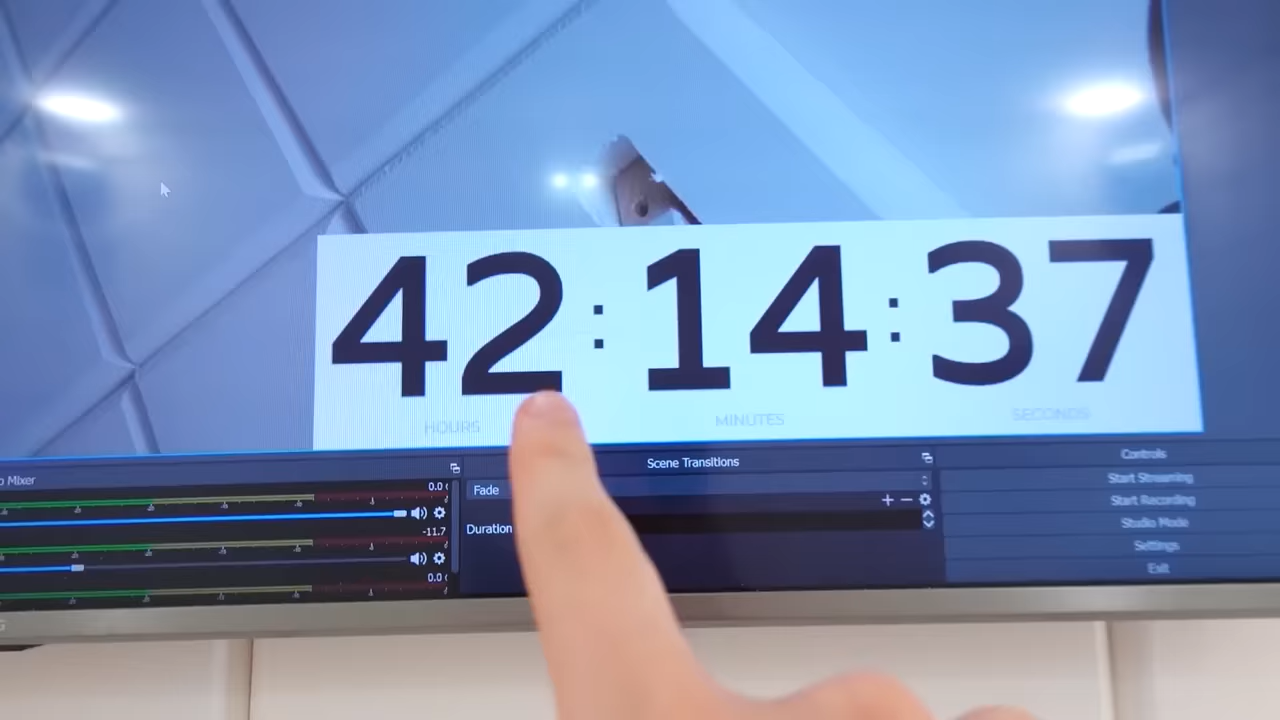 42:14:37
HOURS MINUTES SECONDS
Mixer
Scene Transitions
Controls
0.0
Fade
Start Streaming
Start Recording
-11.7
Duration
Studio Mode
Settings
0.0
Exit